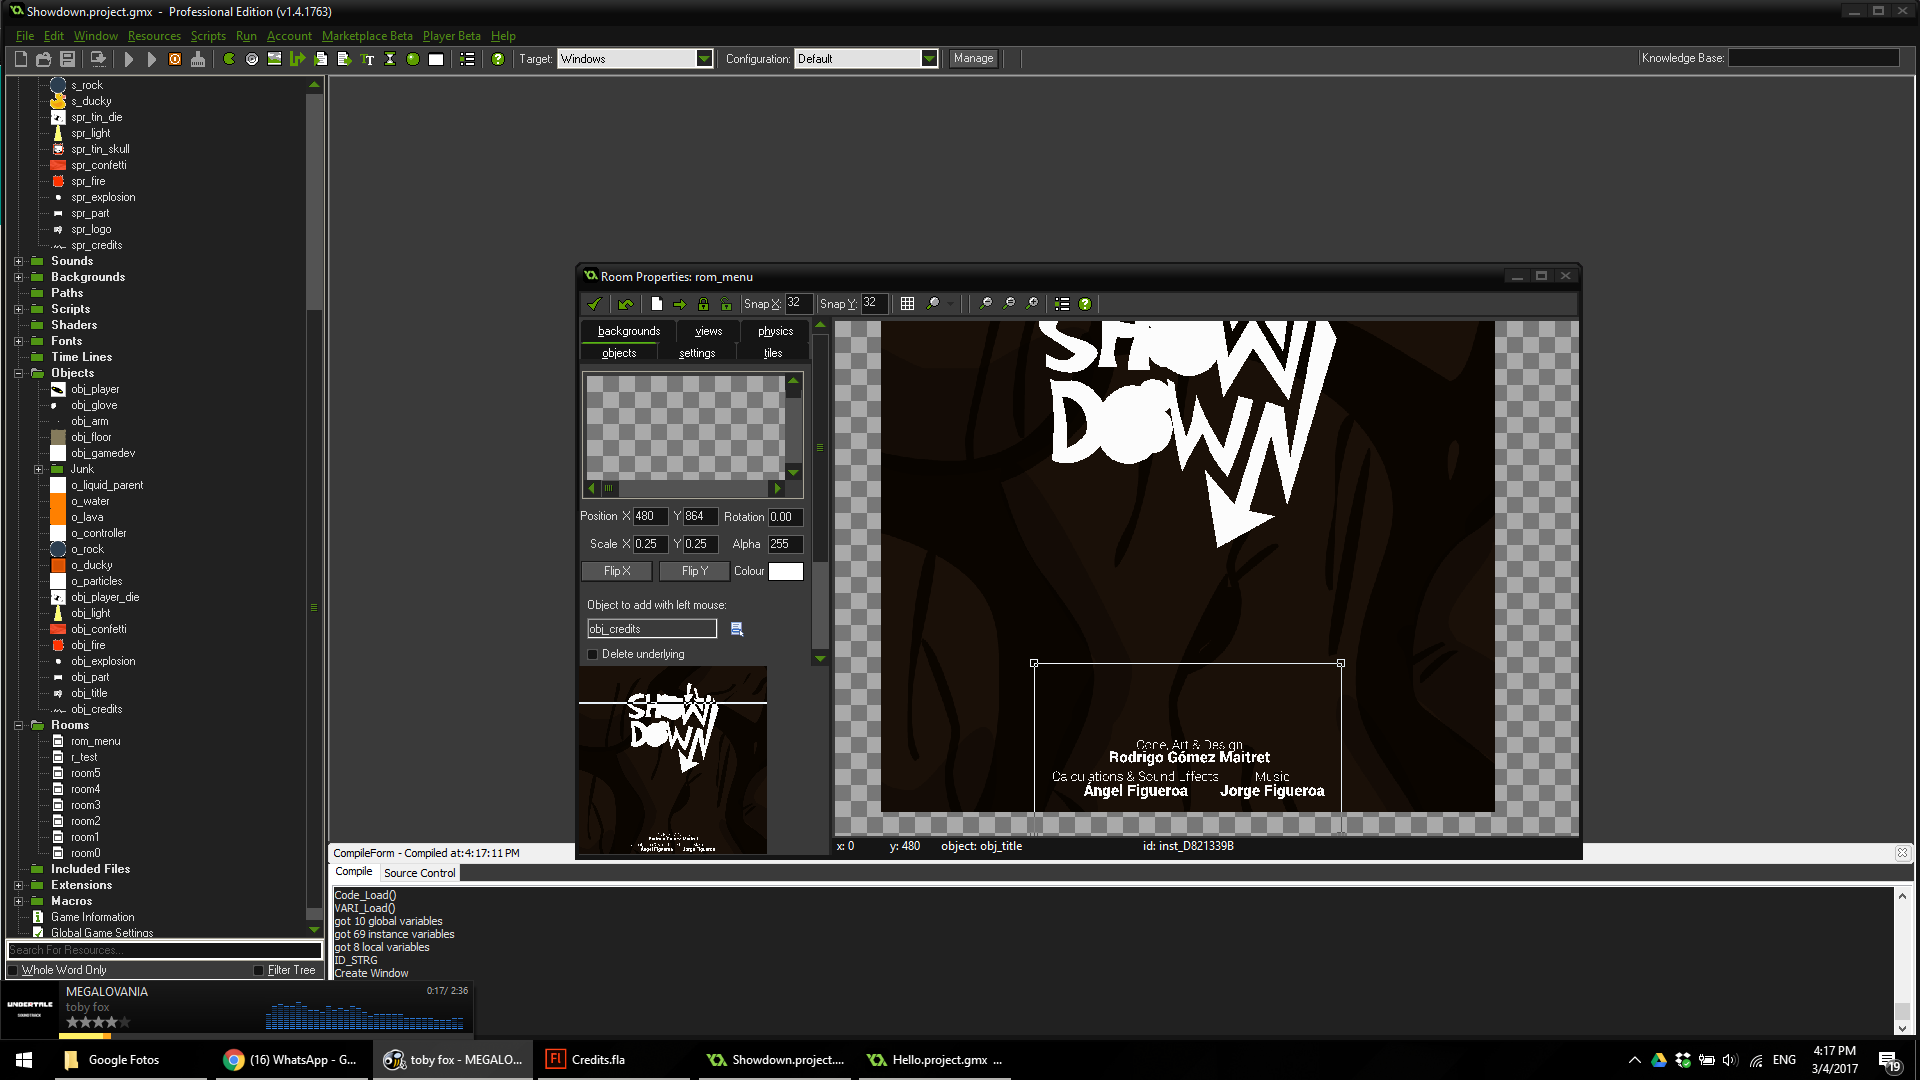 Showdown.project.gmx - Professional Edition (v1.4.1763)
File Edit Window Resources Scripts Run Account Marketplace Beta Player Beta Help
Target: Windows Configuration: Default Manage Knowledge Base:
s_rock
s_ducky
spr_tin_die
spr_light
spr_tin_skull
spr_confetti
spr_fire
spr_explosion
spr_part
spr_logo
spr_credits
Sounds
Backgrounds
Paths
Scripts
Shaders
Fonts
Time Lines
Objects
obj_player
obj_glove
obj_arm
obj_floor
obj_gamedev
Junk
o_liquid_parent
o_water
o_lava
o_controller
o_rock
o_ducky
o_particles
obj_player_die
obj_light
obj_confetti
obj_fire
obj_explosion
obj_part
obj_title
obj_credits
Rooms
rom_menu
r_test
room5
room4
room3
room2
room1
room0
Included Files
Extensions
Macros
Game Information
Global Game Settings
Search For Resources...
Whole Word Only Filter Tree
Room Properties: rom_menu
Snap X: 32 Snap Y: 32
backgrounds views physics
objects settings tiles
Position X 480 Y 864 Rotation 0.00
Scale X 0.25 Y 0.25 Alpha 255
Flip X Flip Y Colour
Object to add with left mouse:
obj_credits
Delete underlying
SHOW
DOWN
SHOW
DOWN
Code, Art & Design
Rodrigo Gómez Maitret
Calculations & Sound Effects Music
Ángel Figueroa Jorge Figueroa
x: 0 y: 480 object: obj_title id: inst_D821339B
CompileForm - Compiled at:4:17:11 PM
Compile Source Control
Code_Load()
VARI_Load()
got 10 global variables
got 69 instance variables
got 8 local variables
ID_STRG
Create Window
UNDERTALE
SOUNDTRACK
MEGALOVANIA 0:17/ 2:36
toby fox
Google Fotos (16) WhatsApp - G... toby fox - MEGALO... Fl Credits.fla Showdown.project.... Hello.project.gmx ... ENG 4:17 PM
3/4/2017 19